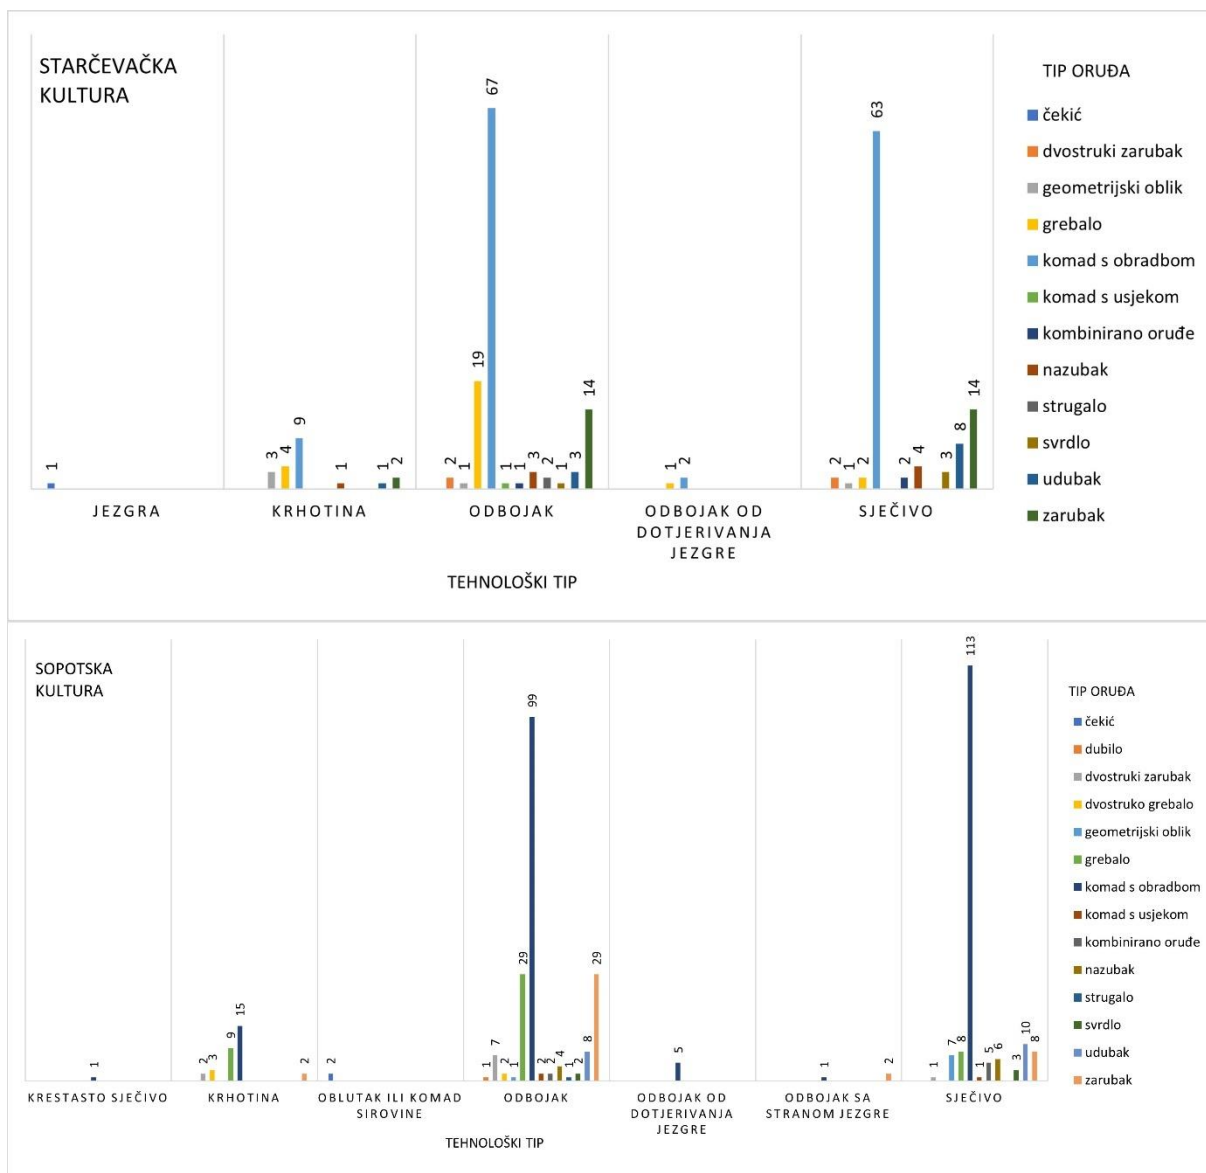 STARČEVAČKA
KULTURA
1
3
4
9
1
1
2
2
1
19
67
1
1
3
2
1
3
14
1
2
2
1
2
63
2
4
3
8
14
JEZGRA
KRHOTINA
ODBOJAK
ODBOJAK OD
DOTJERIVANJA
JEZGRE
SJEČIVO
TEHNOLOŠKI TIP
TIP ORUĐA
čekić
dvostruki zarubak
geometrijski oblik
grebalo
komad s obradbom
komad s usjekom
kombinirano oruđe
nazubak
strugalo
svrdlo
udubak
zarubak
SOPOTSKA
KULTURA
1
2
3
9
15
2
2
1
7
2
1
29
99
2
2
4
1
2
8
29
5
1
2
1
7
8
113
1
5
6
3
10
8
KRESTASTO SJEČIVO
KRHOTINA
OBLUTAK ILI KOMAD
SIROVINE
ODBOJAK
ODBOJAK OD
DOTJERIVANJA
JEZGRE
ODBOJAK SA
STRANOM JEZGRE
SJEČIVO
TEHNOLOŠKI TIP
TIP ORUĐA
čekić
dubilo
dvostruki zarubak
dvostruko grebalo
geometrijski oblik
grebalo
komad s obradbom
komad s usjekom
kombinirano oruđe
nazubak
strugalo
svrdlo
udubak
zarubak